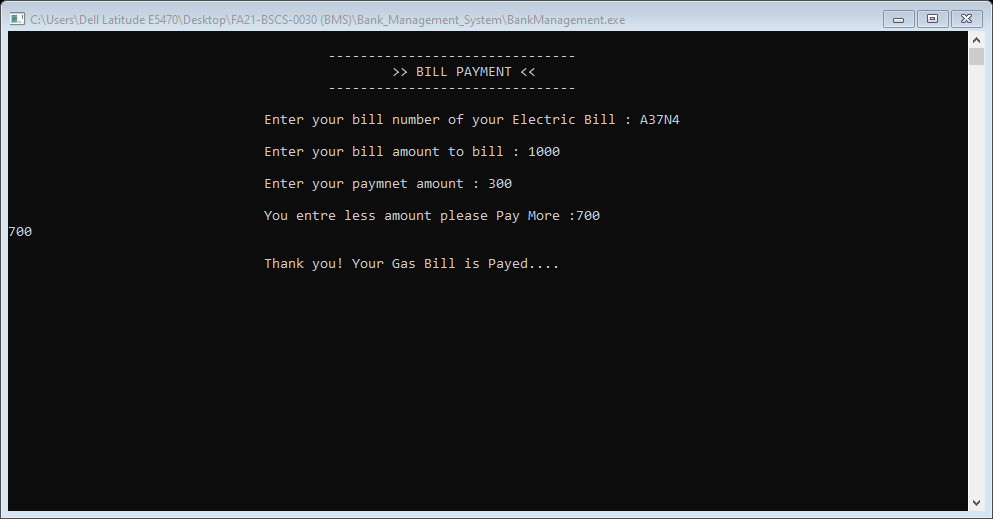 C:\Users\Dell Latitude E5470\Desktop\FA21-BSCS-0030 (BMS)\Bank_Management_System\BankManagement.exe
-------------------------------
>> BILL PAYMENT <<
-------------------------------
Enter your bill number of your Electric Bill : A37N4
Enter your bill amount to bill : 1000
Enter your paymnet amount : 300
You entre less amount please Pay More :700
700
Thank you! Your Gas Bill is Payed....